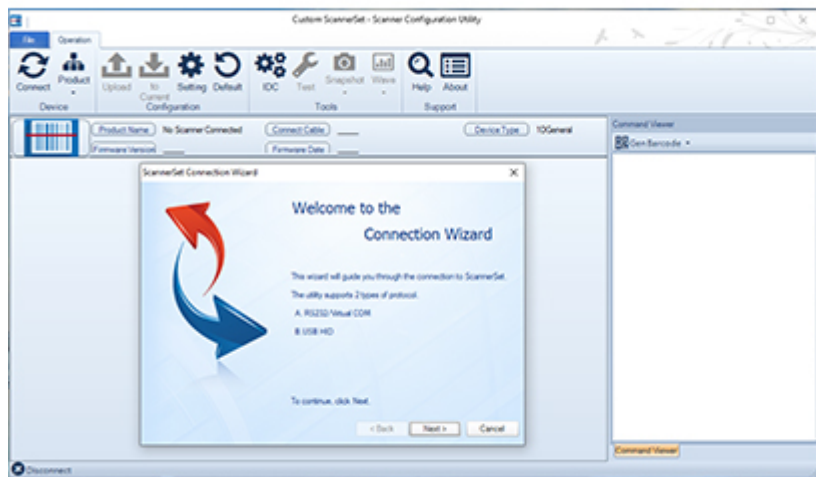 Custom ScannerSet - Scanner Configuration Utility
File Operation
Connect Product Upload to Current Setting Default IDC Test Snapshot Wave Help About
Device Configuration Tools Support
Product Name No Scanner Connected Connect Cable Device Type 1DGeneral
Firmware Version Firmware Date
Command Viewer
Gen Barcode
ScannerSet Connection Wizard
Welcome to the
Connection Wizard
This wizard will guide you through the connection to ScannerSet.
The utility supports 2 types of protocol.
A. RS232/Virtual COM
B. USB HID
To continue, click Next.
< Back Next > Cancel
Command Viewer
Disconnect